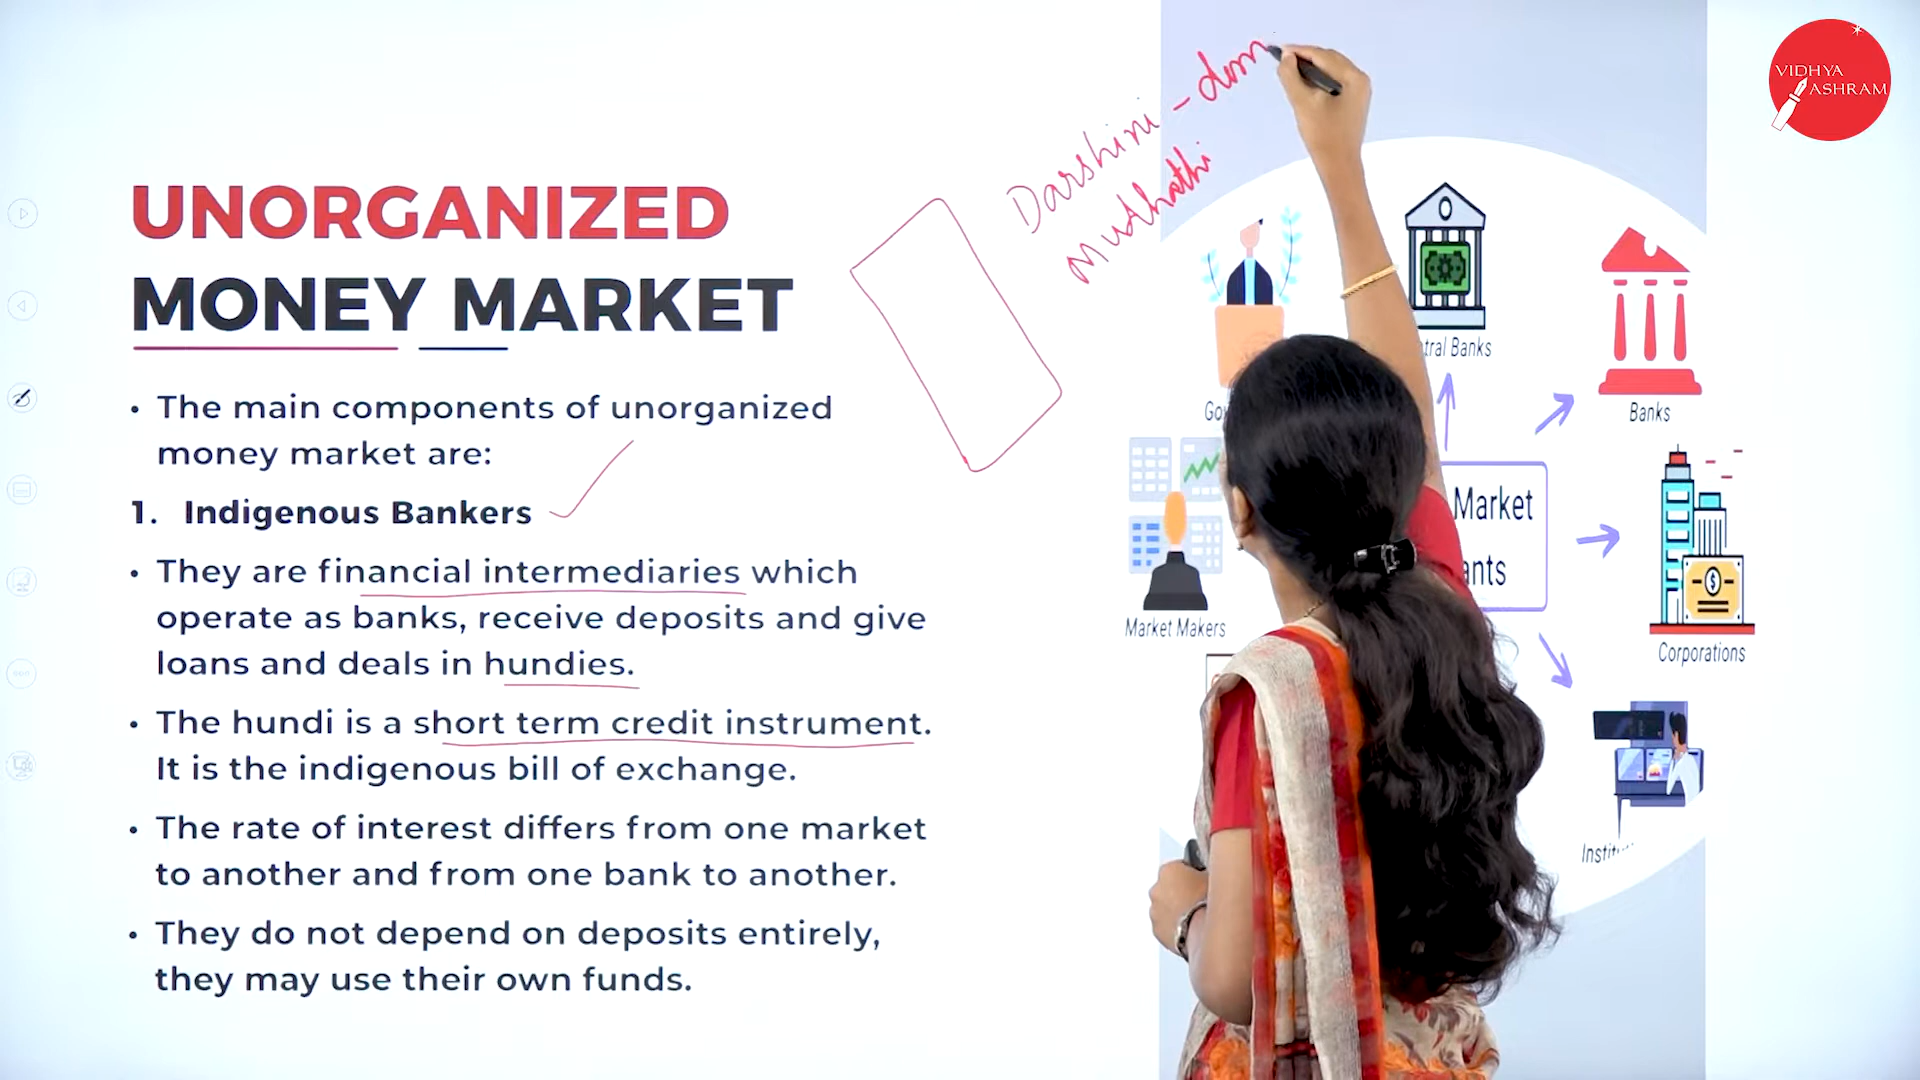 VIDHYA
ASHRAM
Darshini -
UNORGANIZED
MONEY MARKET
The main components of unorganized
money market are:
1. Indigenous Bankers
They are financial intermediaries which
operate as banks, receive deposits and give
loans and deals in hundies.
The hundi is a short term credit instrument.
It is the indigenous bill of exchange.
The rate of interest differs from one market
to another and from one bank to another.
They do not depend on deposits entirely,
they may use their own funds.
Banks
Banks
Market
Market Makers
Corporations